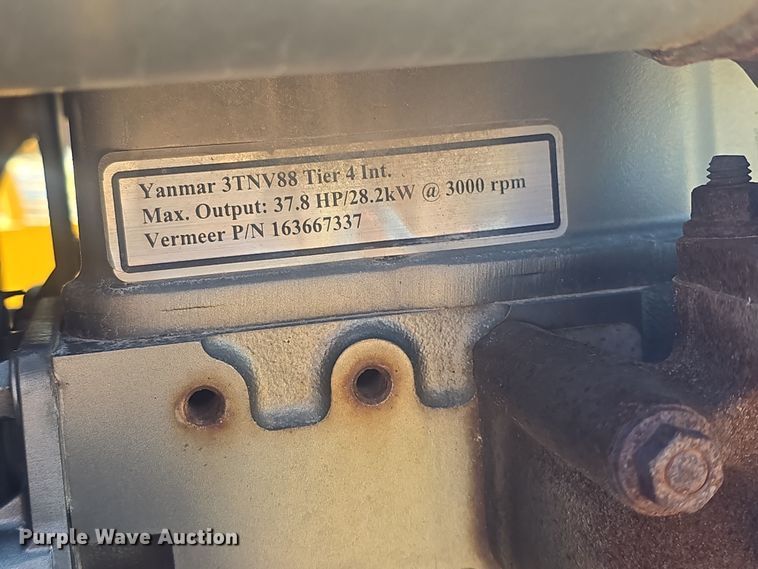 Yanmar 3TNV88 Tier 4 Int.
Max. Output: 37.8 HP/28.2kW @ 3000 rpm
Vermeer P/N 163667337
Purple Wave Auction